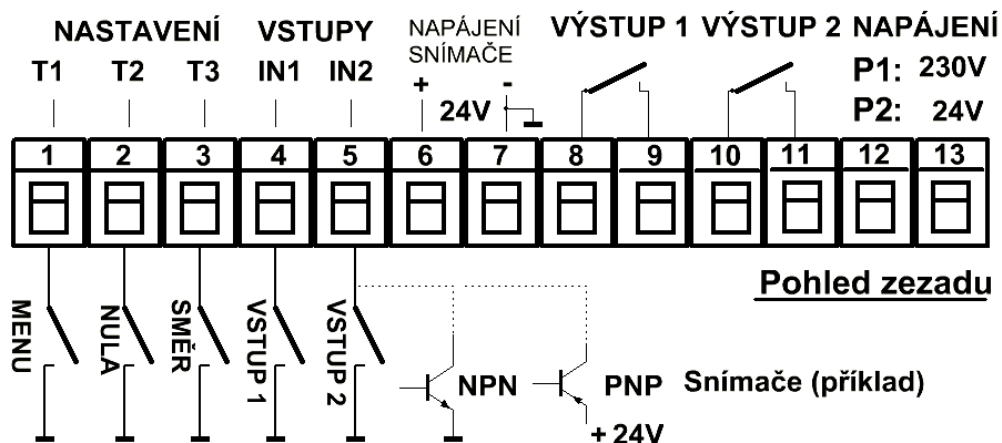 NASTAVENÍ VSTUPY NAPÁJENÍ SNÍMAČE VÝSTUP 1 VÝSTUP 2 NAPÁJENÍ
T1 T2 T3 IN1 IN2 + - P1: 230V
24V P2: 24V
1 2 3 4 5 6 7 8 9 10 11 12 13
Pohled zezadu
MENU
NULA
SMĚR
VSTUP 1
VSTUP 2
NPN PNP Snímače (příklad)
+ 24V